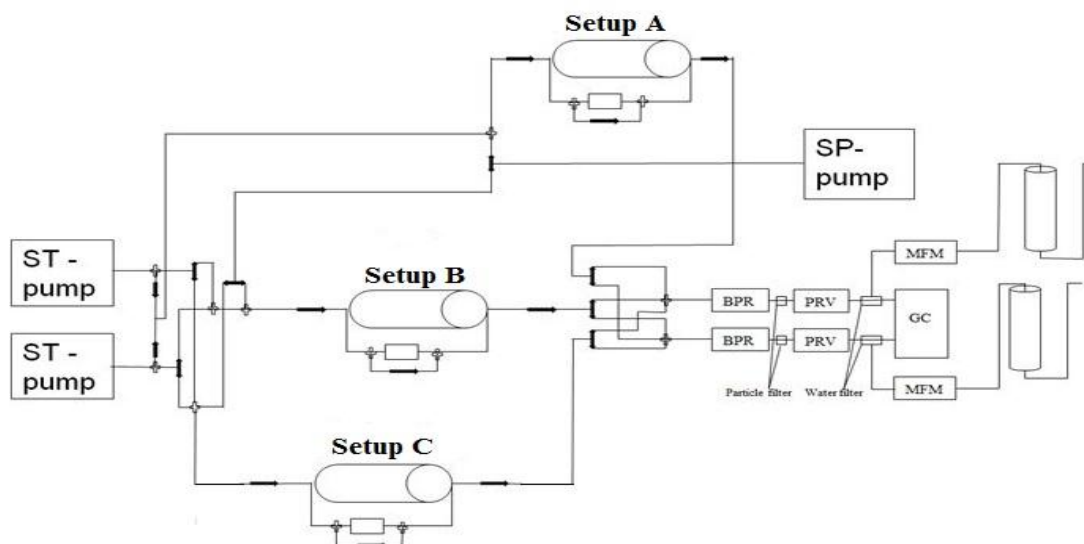 Setup A
SP-
pump
ST -
pump
MFM
Setup B
BPR
PRV
GC
ST -
pump
BPR
PRV
Particle filter
Water filter
MFM
Setup C